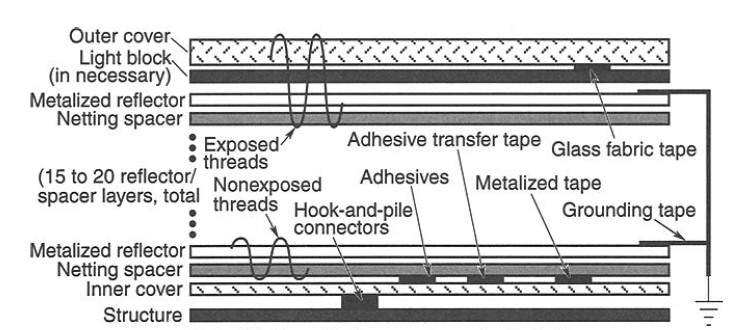 Outer cover
Light block
(in necessary)
Metalized reflector
Netting spacer
Exposed
threads
Adhesive transfer tape
Glass fabric tape
(15 to 20 reflector/
spacer layers, total
Nonexposed
threads
Adhesives
Metalized tape
Hook-and-pile
connectors
Grounding tape
Metalized reflector
Netting spacer
Inner cover
Structure